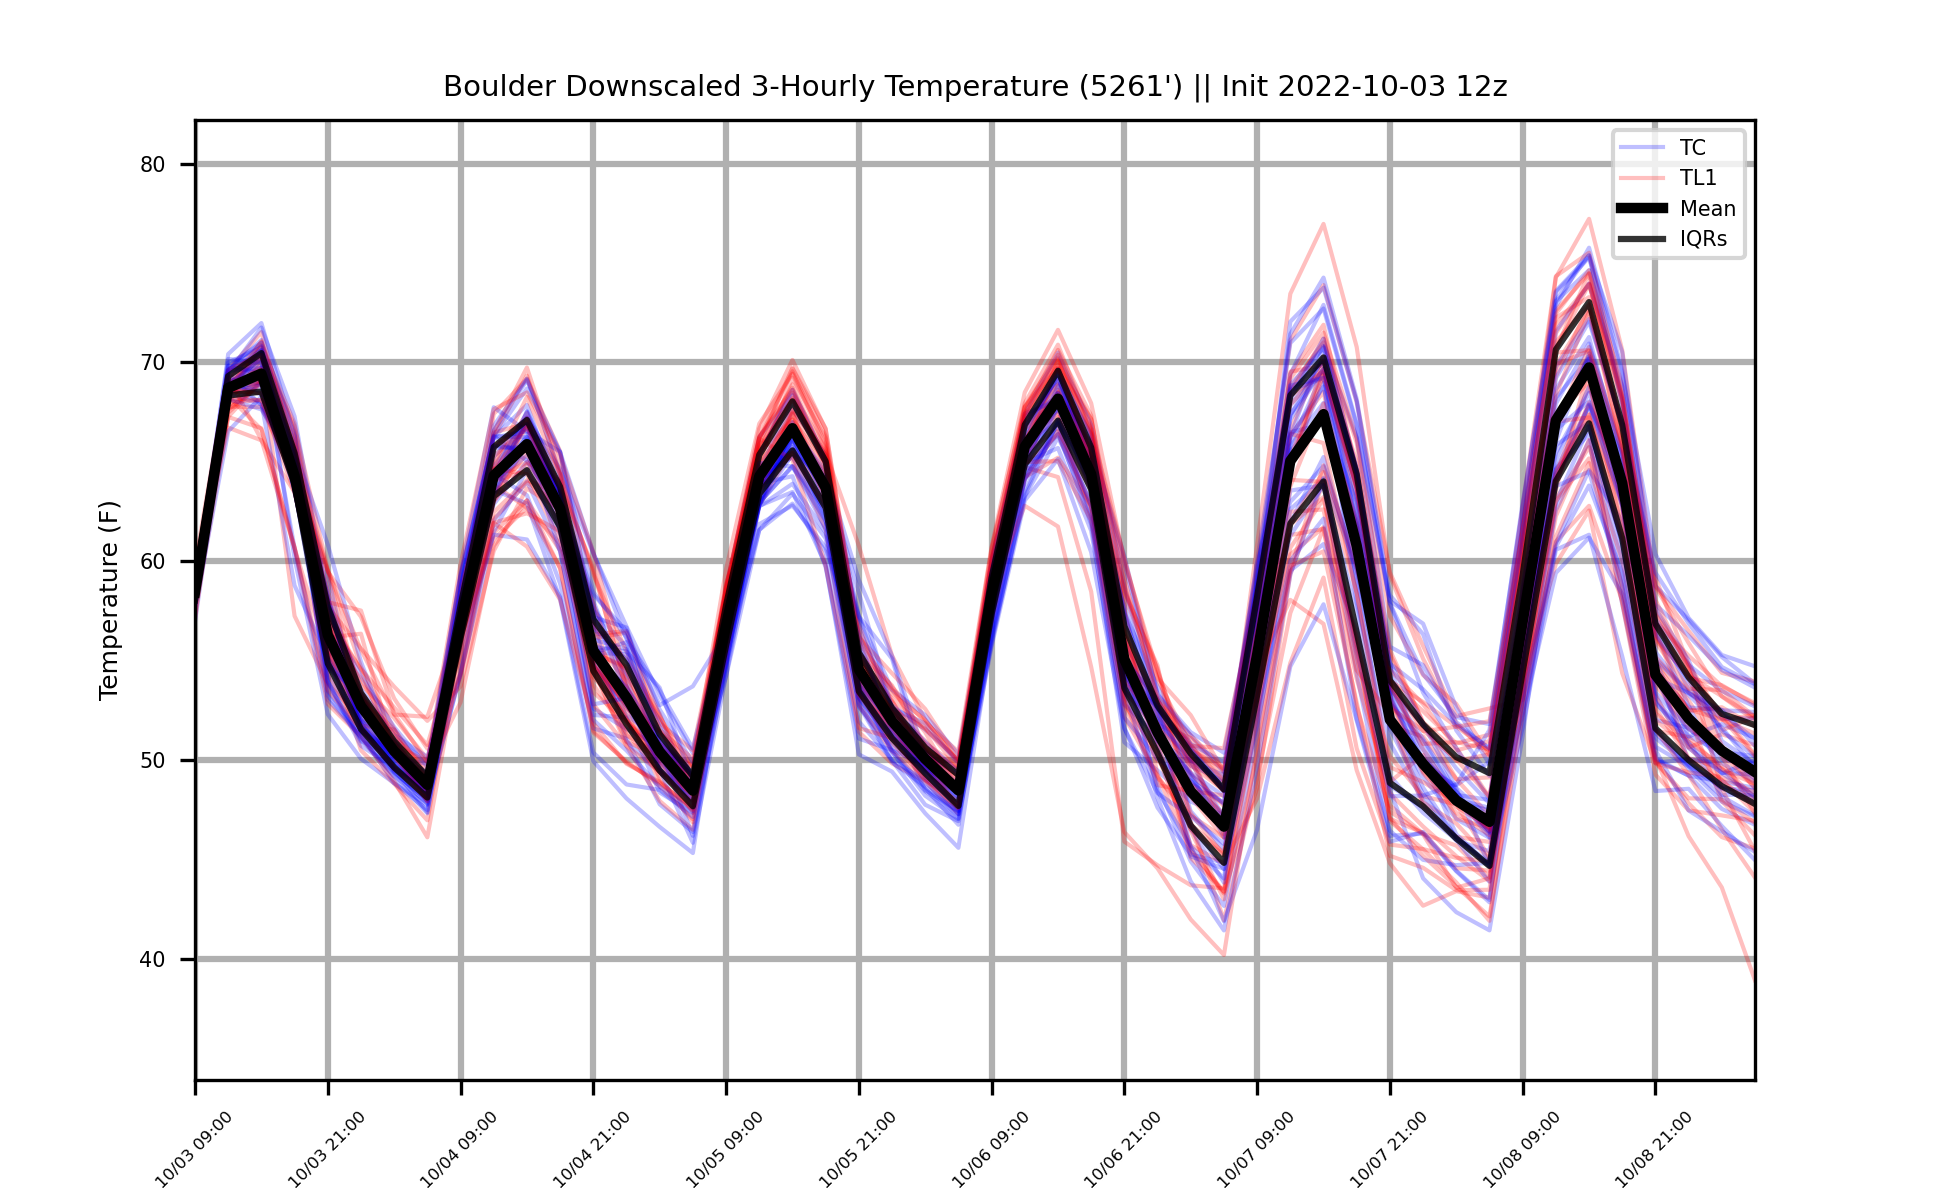 Boulder Downscaled 3-Hourly Temperature (5261') || Init 2022-10-03 12z
TC
TL1
Mean
IQRs
Temperature (F)
80
70
60
50
40
10/03 09:00
10/03 21:00
10/04 09:00
10/04 21:00
10/05 09:00
10/05 21:00
10/06 09:00
10/06 21:00
10/07 09:00
10/07 21:00
10/08 09:00
10/08 21:00